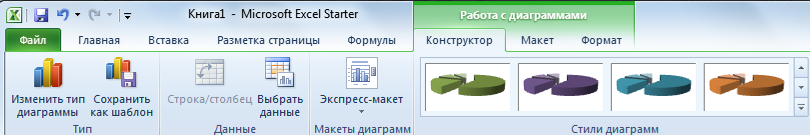 Книга1 - Microsoft Excel Starter
Работа с диаграммами
Файл Главная Вставка Разметка страницы Формулы Конструктор Макет Формат
Изменить тип диаграммы
Сохранить как шаблон
Строка/столбец
Выбрать данные
Экспресс-макет
Тип Данные Макеты диаграмм Стили диаграмм